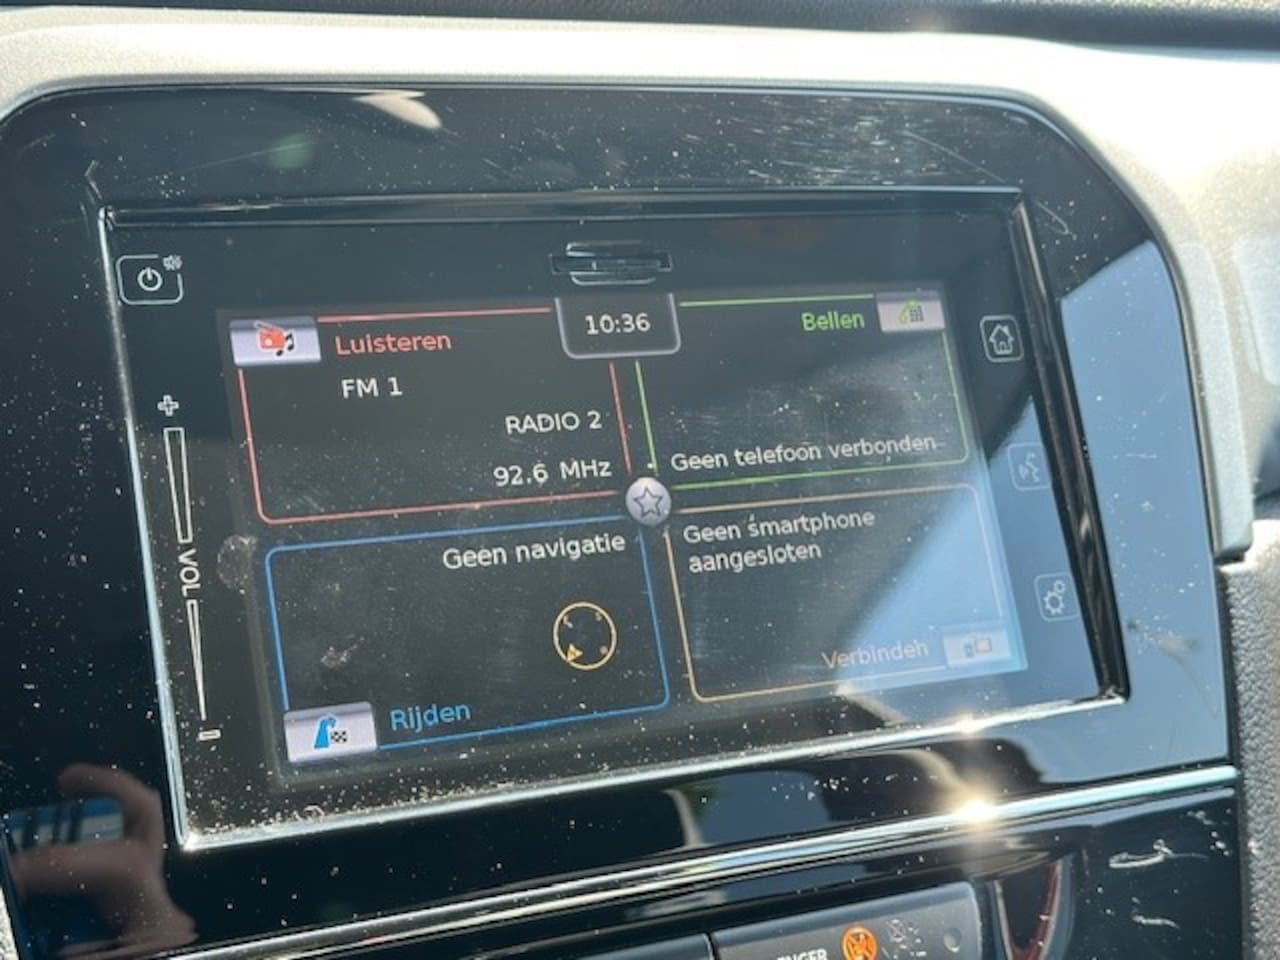 10:36
Luisteren
FM 1
RADIO 2
92.6 MHz
Bellen
Geen telefoon verbonden
Geen navigatie
Rijden
Geen smartphone
aangesloten
Verbinden
+
VOL
-